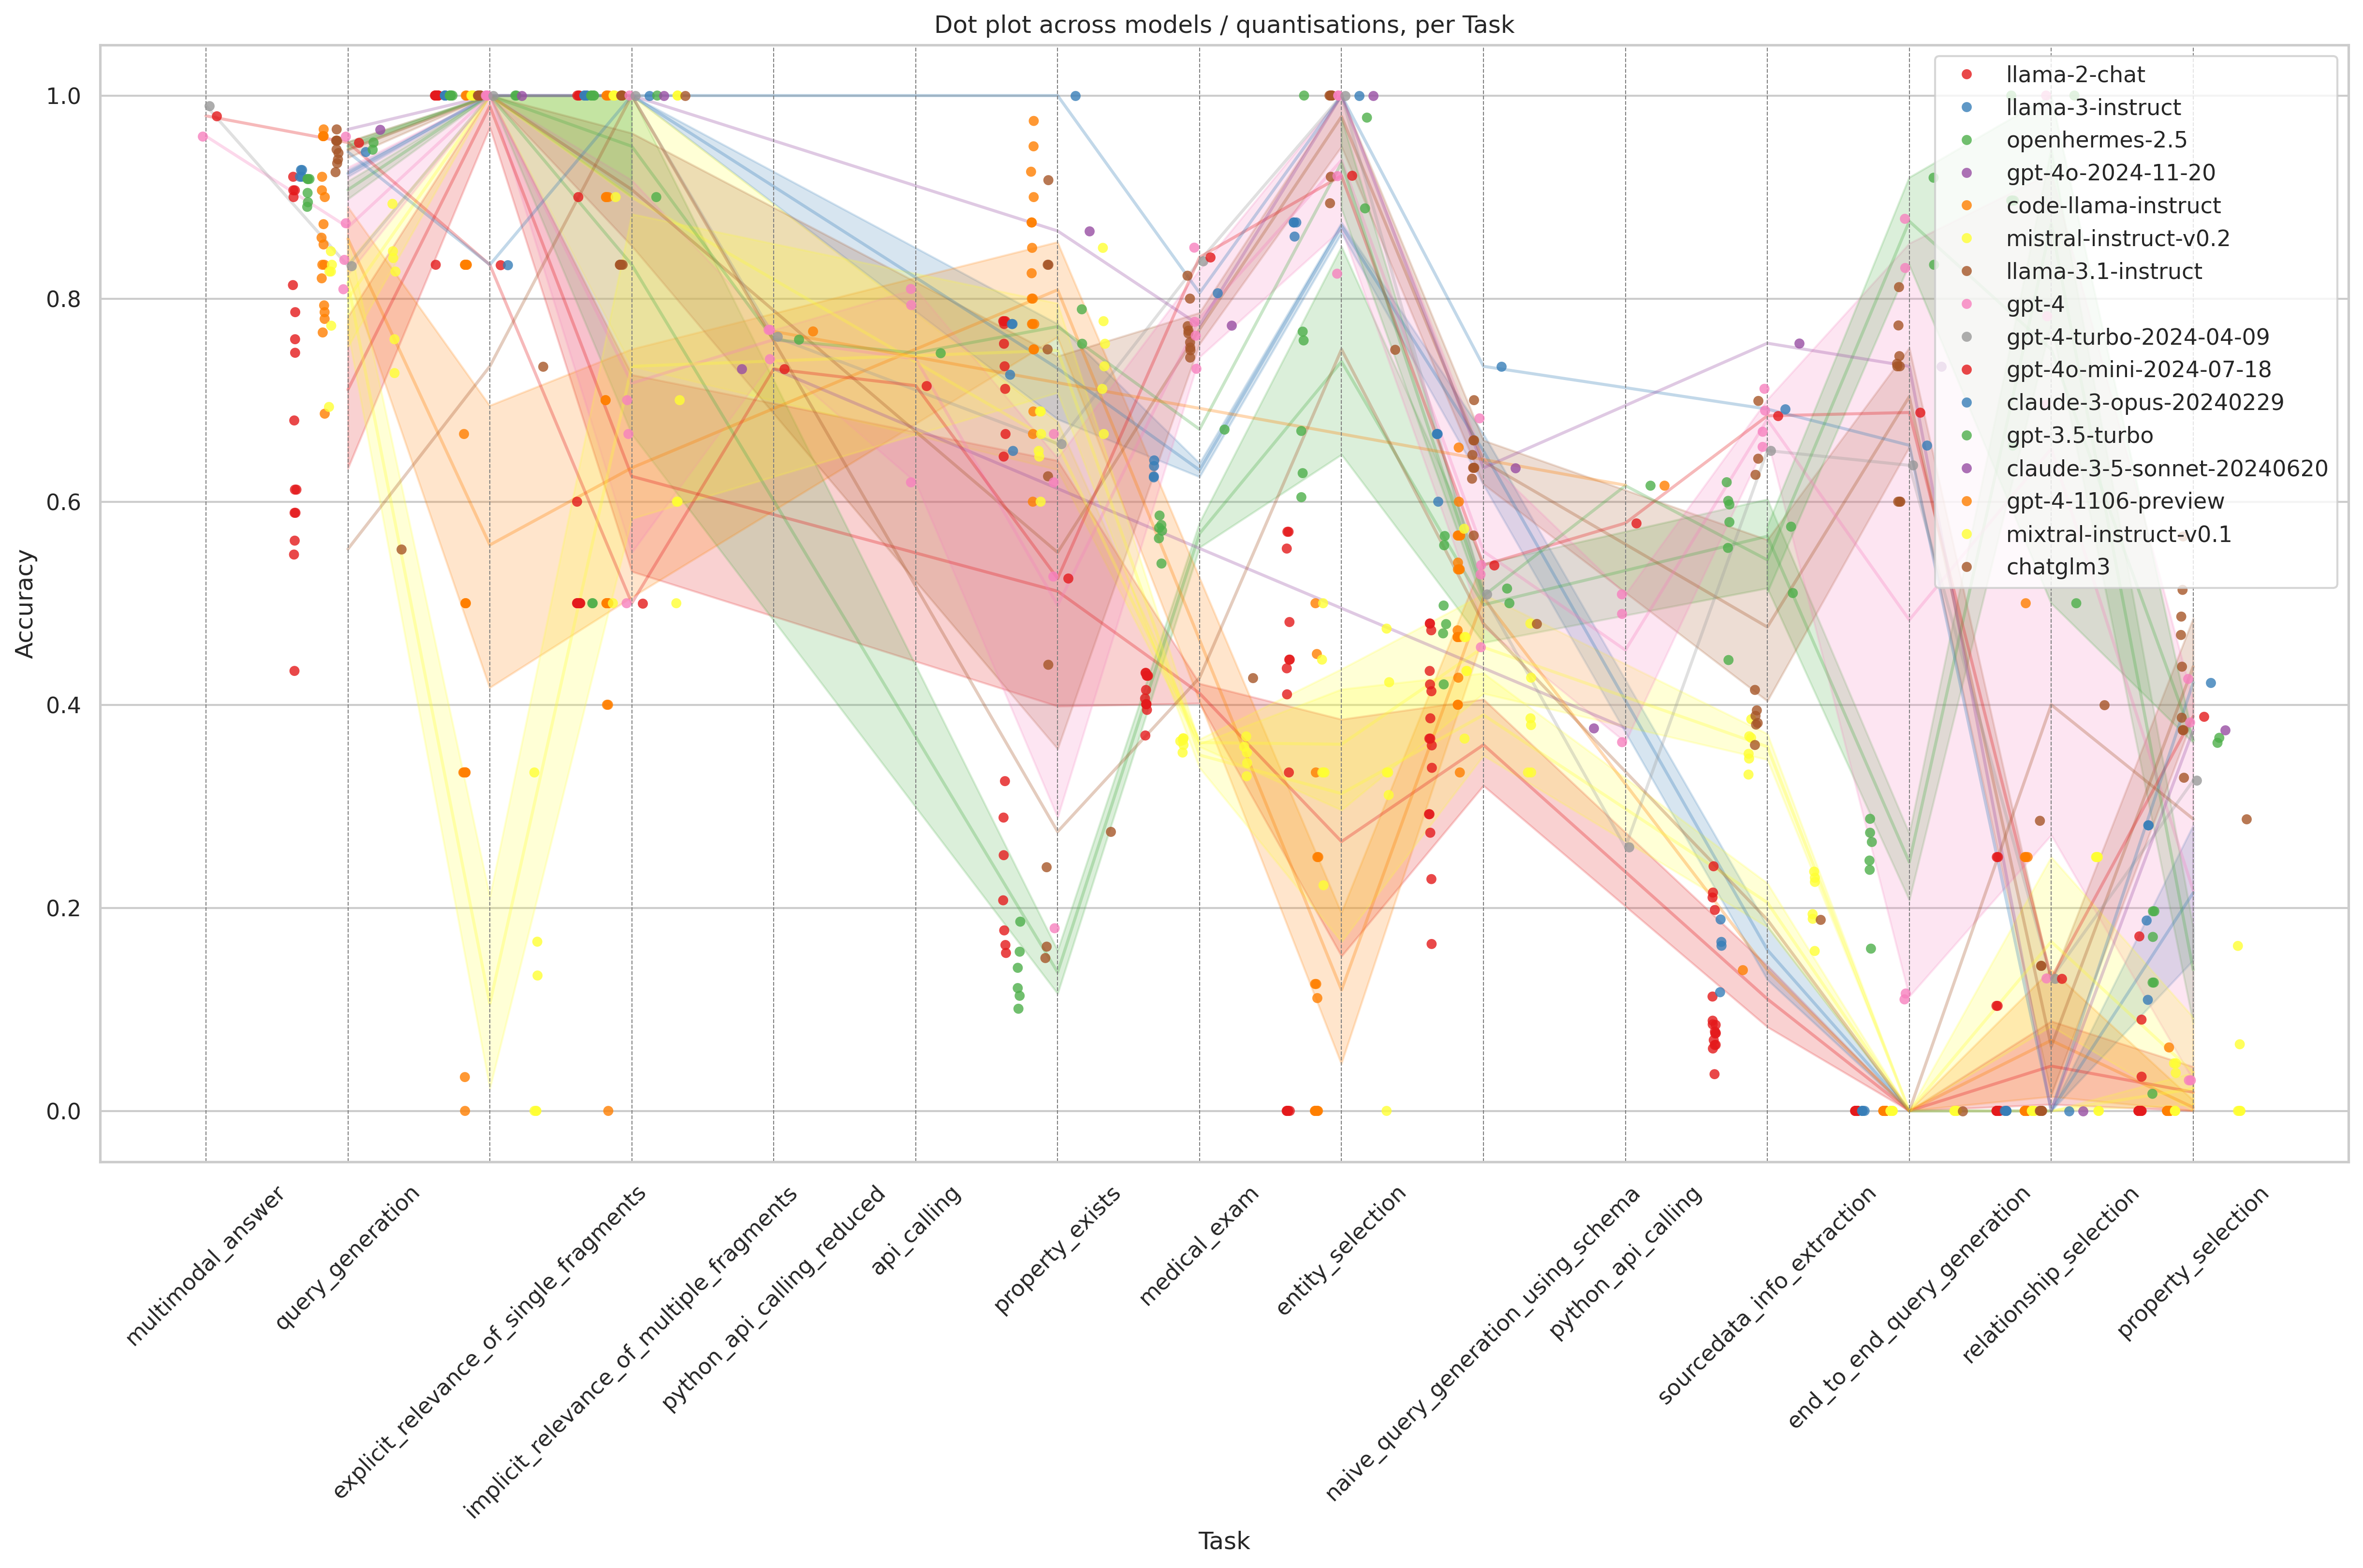 Dot plot across models / quantisations, per Task
Accuracy
1.0
0.8
0.6
0.4
0.2
0.0
llama-2-chat
llama-3-instruct
openhermes-2.5
gpt-4o-2024-11-20
code-llama-instruct
mistral-instruct-v0.2
llama-3.1-instruct
gpt-4
gpt-4-turbo-2024-04-09
gpt-4o-mini-2024-07-18
claude-3-opus-20240229
gpt-3.5-turbo
claude-3-5-sonnet-20240620
gpt-4-1106-preview
mixtral-instruct-v0.1
chatglm3
multimodal_answer
query_generation
explicit_relevance_of_single_fragments
implicit_relevance_of_multiple_fragments
python_api_calling_reduced
api_calling
property_exists
medical_exam
entity_selection
naive_query_generation_using_schema
python_api_calling
sourcedata_info_extraction
end_to_end_query_generation
relationship_selection
property_selection
Task